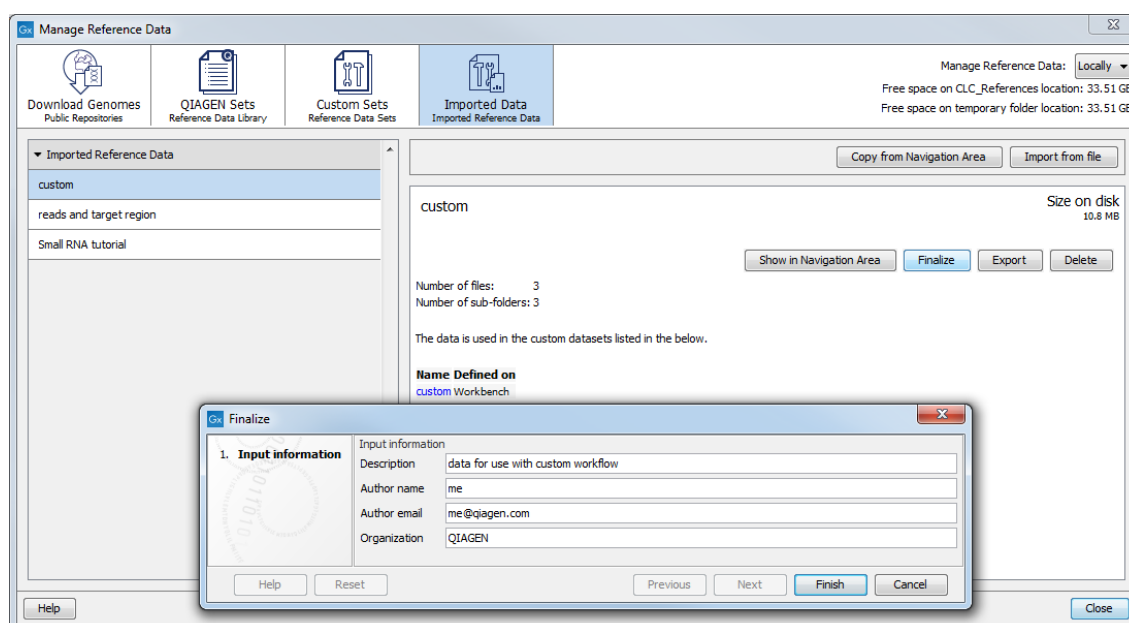 Gx Manage Reference Data
Download Genomes
Public Repositories
QIAGEN Sets
Reference Data Library
Custom Sets
Reference Data Sets
Imported Data
Imported Reference Data
Manage Reference Data: Locally
Free space on CLC_References location: 33.51 GB
Free space on temporary folder location: 33.51 GB
Imported Reference Data
custom
reads and target region
Small RNA tutorial
Copy from Navigation Area Import from file
custom
Size on disk
10.8 MB
Show in Navigation Area Finalize Export Delete
Number of files: 3
Number of sub-folders: 3
The data is used in the custom datasets listed in the below.
Name Defined on
custom Workbench
Gx Finalize
1. Input information
Input information
Description data for use with custom workflow
Author name me
Author email me@qiagen.com
Organization QIAGEN
Help Reset Previous Next Finish Cancel
Help Close